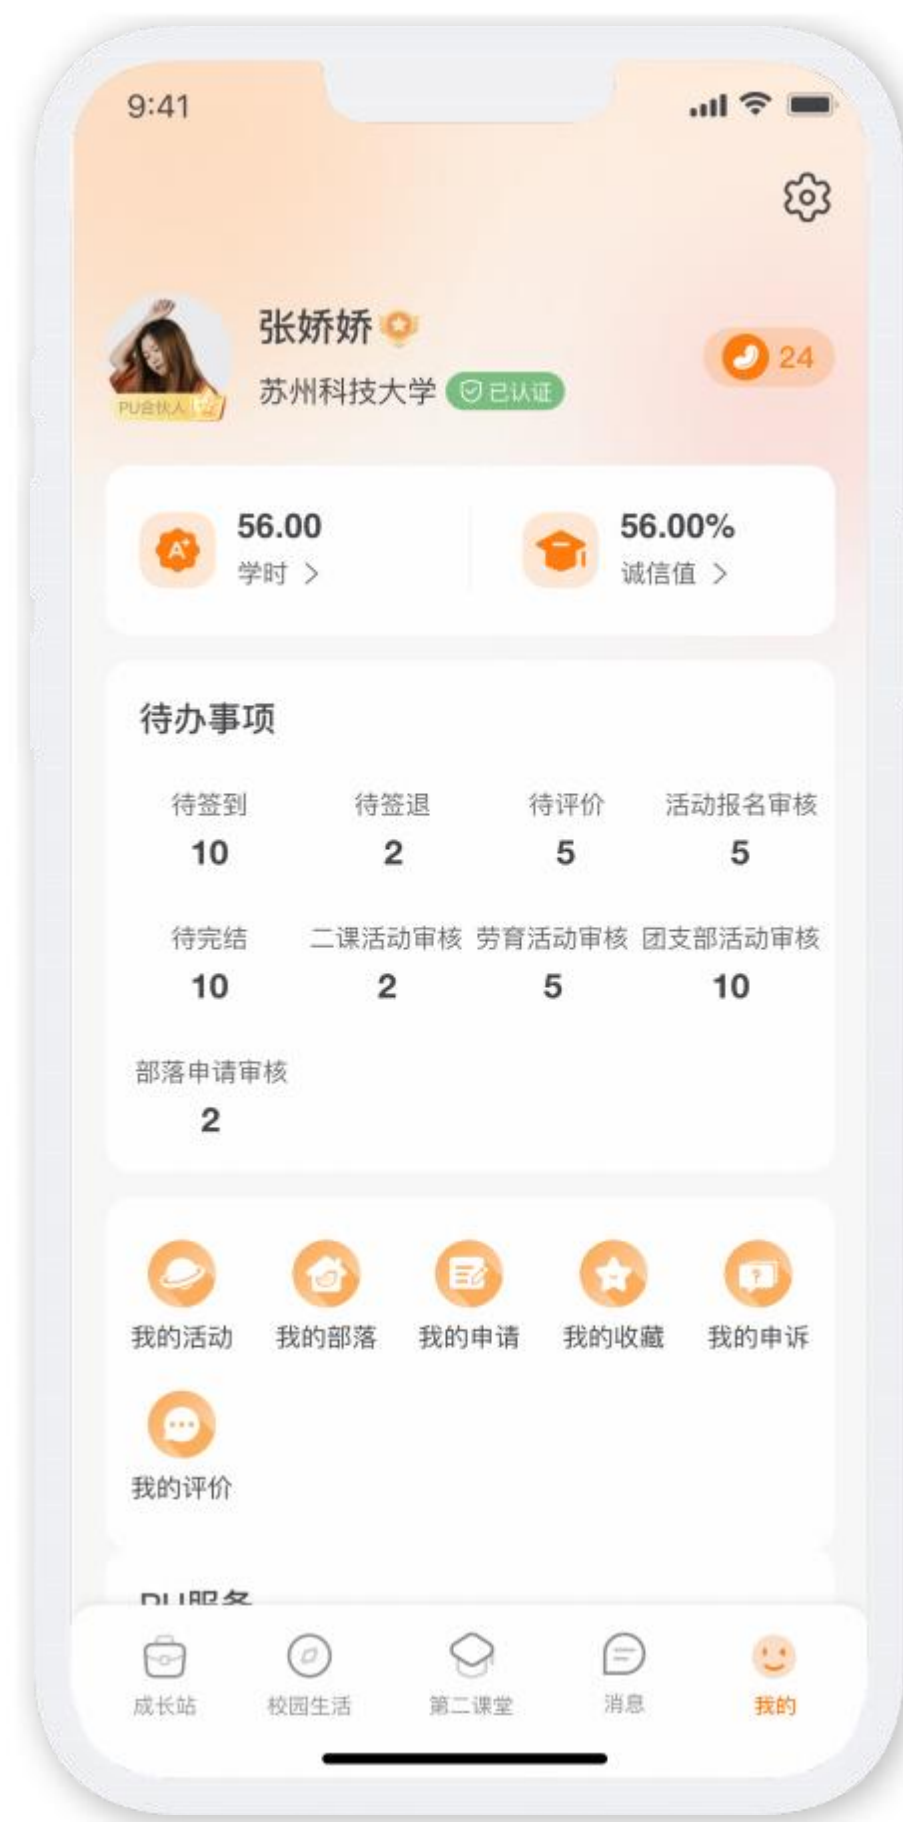 9:41
张娇娇
24
苏州科技大学 已认证
PU合伙人
56.00 56.00%
学时 > 诚信值 >
待办事项
待签到 待签退 待评价 活动报名审核
10 2 5 5
待完结 二课活动审核 劳育活动审核 团支部活动审核
10 2 5 10
部落申请审核
2
我的活动 我的部落 我的申请 我的收藏 我的申诉
我的评价
PU服务
成长站 校园生活 第二课堂 消息 我的